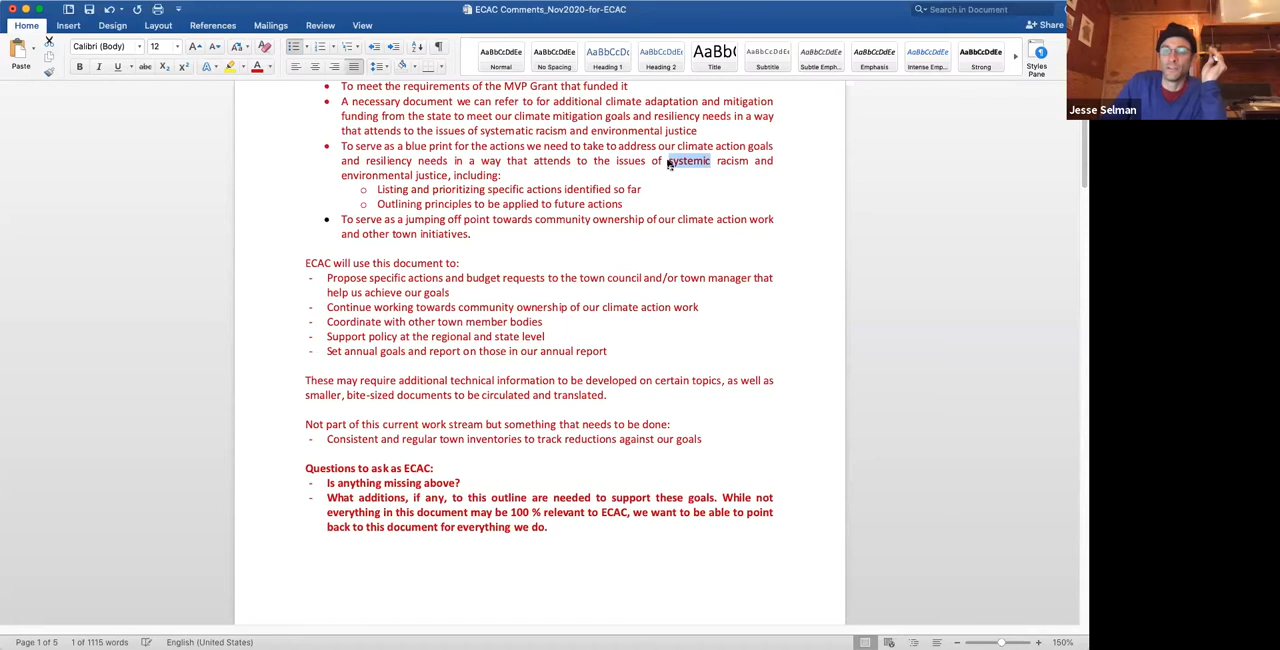 ECAC Comments_Nov2020-for-ECAC
Search in Document
Home Insert Design Layout References Mailings Review View
Share
Paste
Calibri (Body) 12
AaBbCcDdEe AaBbCcDdEe AaBbCcDc AaBbCcDdEe AaBb( AaBbCcDdEe AaBbCcDdEe AaBbCcDdEe AaBbCcDdEe AaBbCcDdEe
Normal No Spacing Heading 1 Heading 2 Title Subtitle Subtle Emph... Emphasis Intense Emp... Strong
Styles
Pane
Jesse Selman
• To meet the requirements of the MVP Grant that funded it
• A necessary document we can refer to for additional climate adaptation and mitigation
funding from the state to meet our climate mitigation goals and resiliency needs in a way
that attends to the issues of systematic racism and environmental justice
• To serve as a blue print for the actions we need to take to address our climate action goals
and resiliency needs in a way that attends to the issues of systemic racism and
environmental justice, including:
o Listing and prioritizing specific actions identified so far
o Outlining principles to be applied to future actions
• To serve as a jumping off point towards community ownership of our climate action work
and other town initiatives.
ECAC will use this document to:
- Propose specific actions and budget requests to the town council and/or town manager that
help us achieve our goals
- Continue working towards community ownership of our climate action work
- Coordinate with other town member bodies
- Support policy at the regional and state level
- Set annual goals and report on those in our annual report
These may require additional technical information to be developed on certain topics, as well as
smaller, bite-sized documents to be circulated and translated.
Not part of this current work stream but something that needs to be done:
- Consistent and regular town inventories to track reductions against our goals
Questions to ask as ECAC:
- Is anything missing above?
- What additions, if any, to this outline are needed to support these goals. While not
everything in this document may be 100 % relevant to ECAC, we want to be able to point
back to this document for everything we do.
Page 1 of 5 1 of 1115 words English (United States) 150%